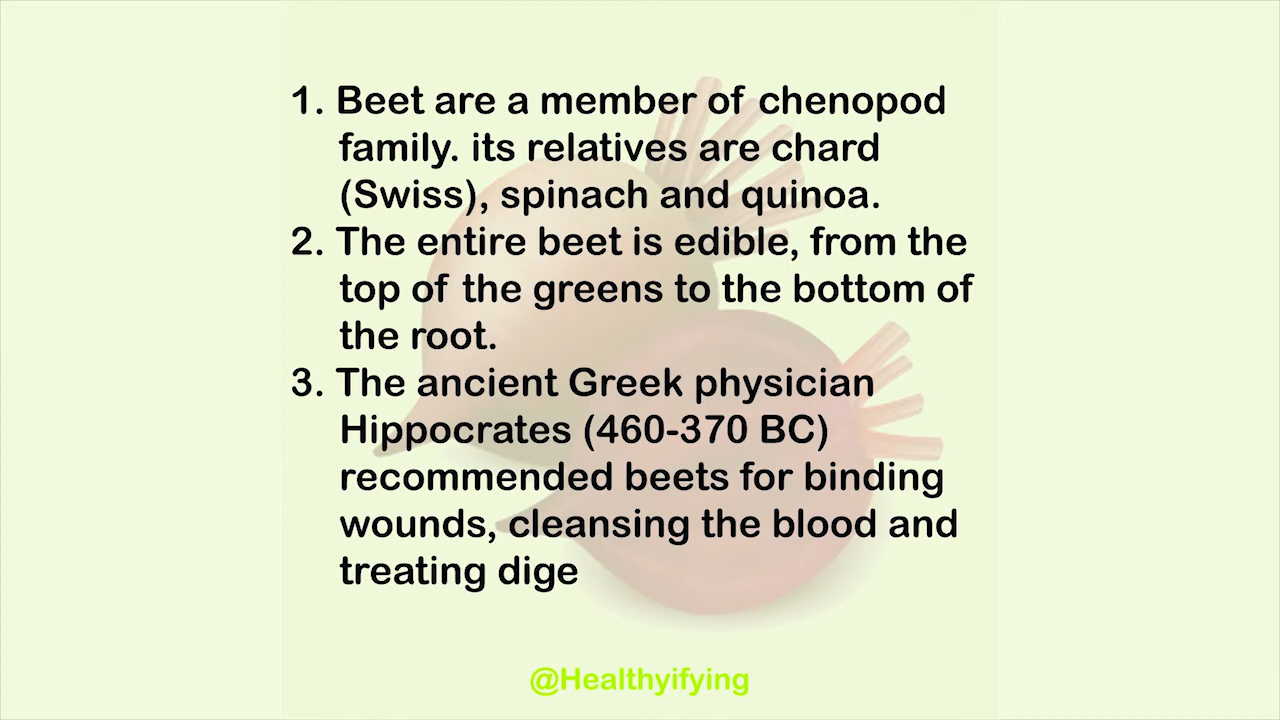 1. Beet are a member of chenopod
family. its relatives are chard
(Swiss), spinach and quinoa.
2. The entire beet is edible, from the
top of the greens to the bottom of
the root.
3. The ancient Greek physician
Hippocrates (460-370 BC)
recommended beets for binding
wounds, cleansing the blood and
treating dige
@Healthyifying